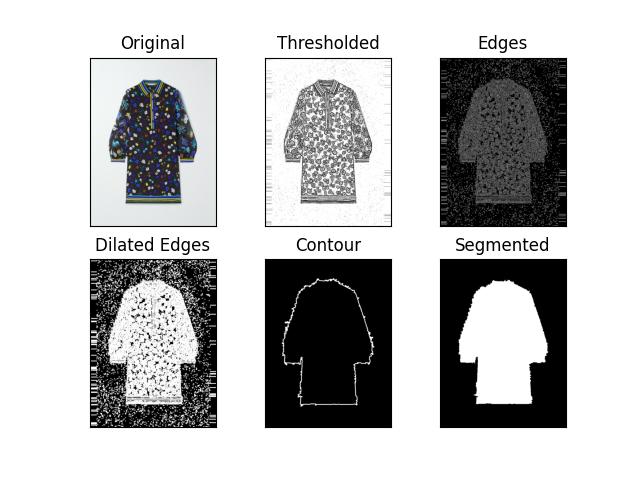 Original
Thresholded
Edges
Dilated Edges
Contour
Segmented